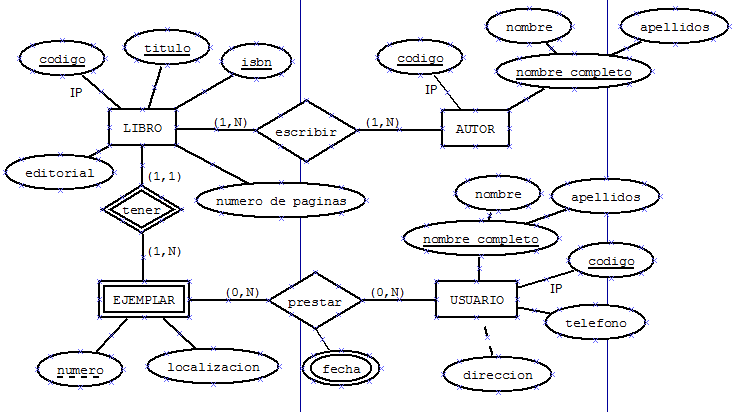 nombre
apellidos
codigo
titulo
isbn
codigo
nombre completo
IP
IP
LIBRO
(1,N)
escribir
(1,N)
AUTOR
editorial
(1,1)
tener
numero de paginas
nombre
apellidos
nombre completo
(1,N)
codigo
EJEMPLAR
(0,N)
prestar
(0,N)
USUARIO
IP
telefono
numero
localizacion
fecha
direccion